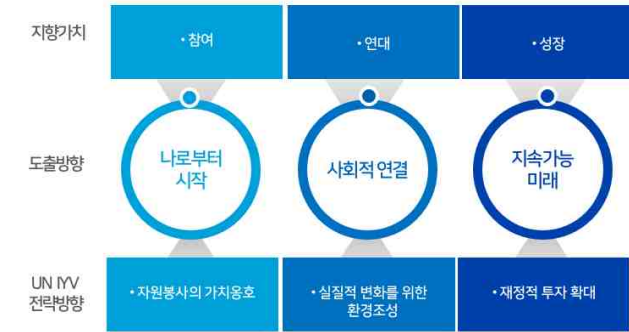 지향가치
• 참여
• 연대
• 성장
도출방향
나로부터
시작
사회적 연결
지속가능
미래
UN IYV
전략방향
• 자원봉사의 가치옹호
• 실질적 변화를 위한
환경조성
• 재정적 투자 확대